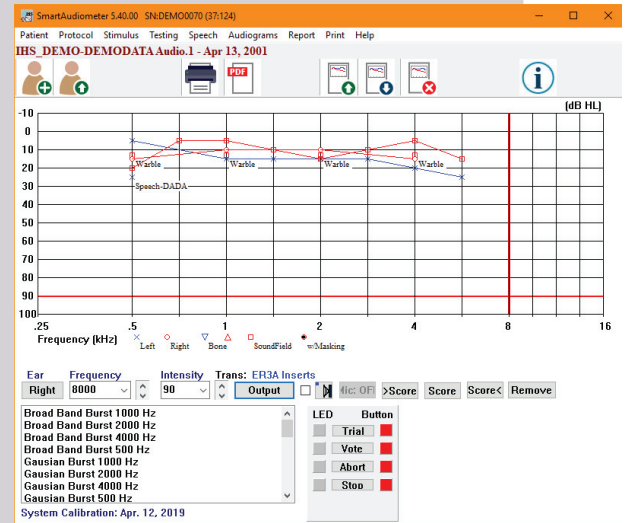 SmartAudiometer 5.40.00 SN:DEMO0070 (37:124)
Patient Protocol Stimulus Testing Speech Audiograms Report Print Help
IHS_DEMO-DEMODATA Audio.1 - Apr 13, 2001
PDF
[dB HL]
-10
0
10
20
30
40
50
60
70
80
90
100
Warble Warble Warble Warble
Speech-DADA
.25 .5 1 2 4 8 16
Frequency (kHz)
Left Right Bone SoundField w/Masking
Ear Frequency Intensity Trans: ER3A Inserts
Right 8000 90 Output >Score Score Score< Remove
Broad Band Burst 1000 Hz
Broad Band Burst 2000 Hz
Broad Band Burst 4000 Hz
Broad Band Burst 500 Hz
Gausian Burst 1000 Hz
Gausian Burst 2000 Hz
Gausian Burst 4000 Hz
Gausian Burst 500 Hz
LED Button
Trial
Vote
Abort
Stop
System Calibration: Apr. 12, 2019